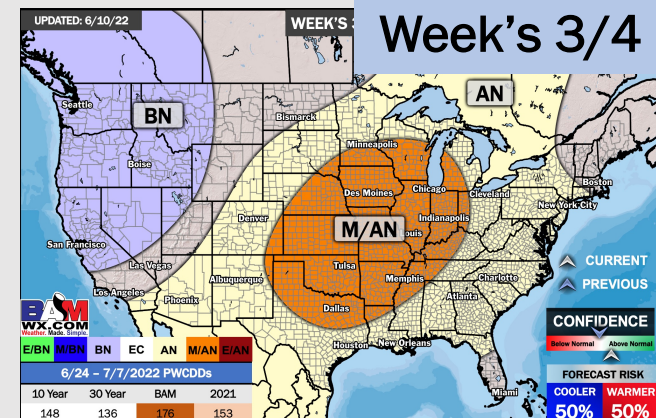 UPDATED: 6/10/22
WEEK'S 3
Week's 3/4
AN
Seattle
BN
Bismarck
Minneapolis
Boise
Boston
Des Moines
Chicago
Cleveland
New York City
Denver
M/AN
Indianapolis
ouis
San Francisco
Las Vegas
Tulsa
CURRENT
Albuquerque
Memphis
Charlotte
PREVIOUS
Los Angeles
Phoenix
Atlanta
Dallas
BAM
WX.COM
Weather. Made. Simple.
CONFIDENCE
Houston
New Orleans
Below Normal
Above Normal
E/BN M/BN BN EC AN M/AN E/AN
6/24 – 7/7/2022 PWCDDs
FORECAST RISK
Miami
COOLER WARMER
10 Year 30 Year BAM 2021
50% 50%
148 136 176 153